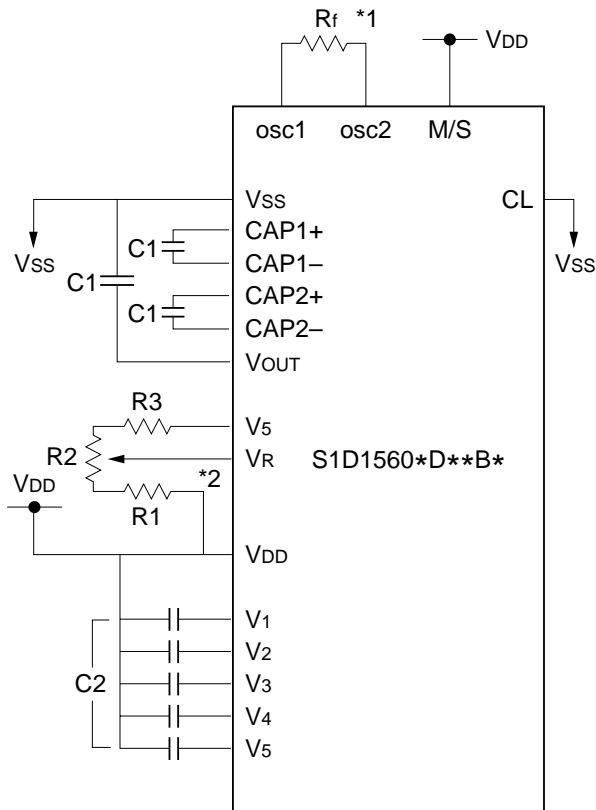 Rf *1
VDD
osc1 osc2 M/S
VSS
CL
CAP1+
C1
CAP1–
VSS
VSS
C1
CAP2+
C1
CAP2–
VOUT
R3
V5
R2
VR
S1D1560*D**B*
*2
VDD
R1
VDD
V1
V2
C2
V3
V4
V5